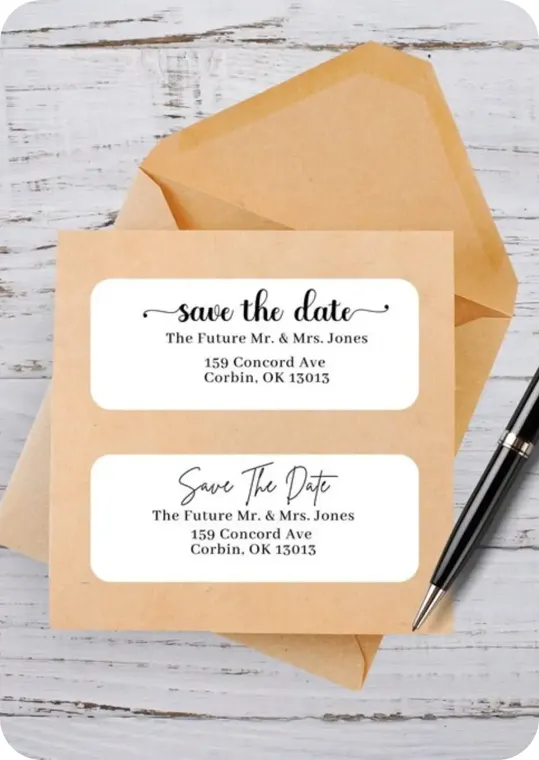 save the date
The Future Mr. & Mrs. Jones
159 Concord Ave
Corbin, OK 13013
Save The Date
The Future Mr. & Mrs. Jones
159 Concord Ave
Corbin, OK 13013